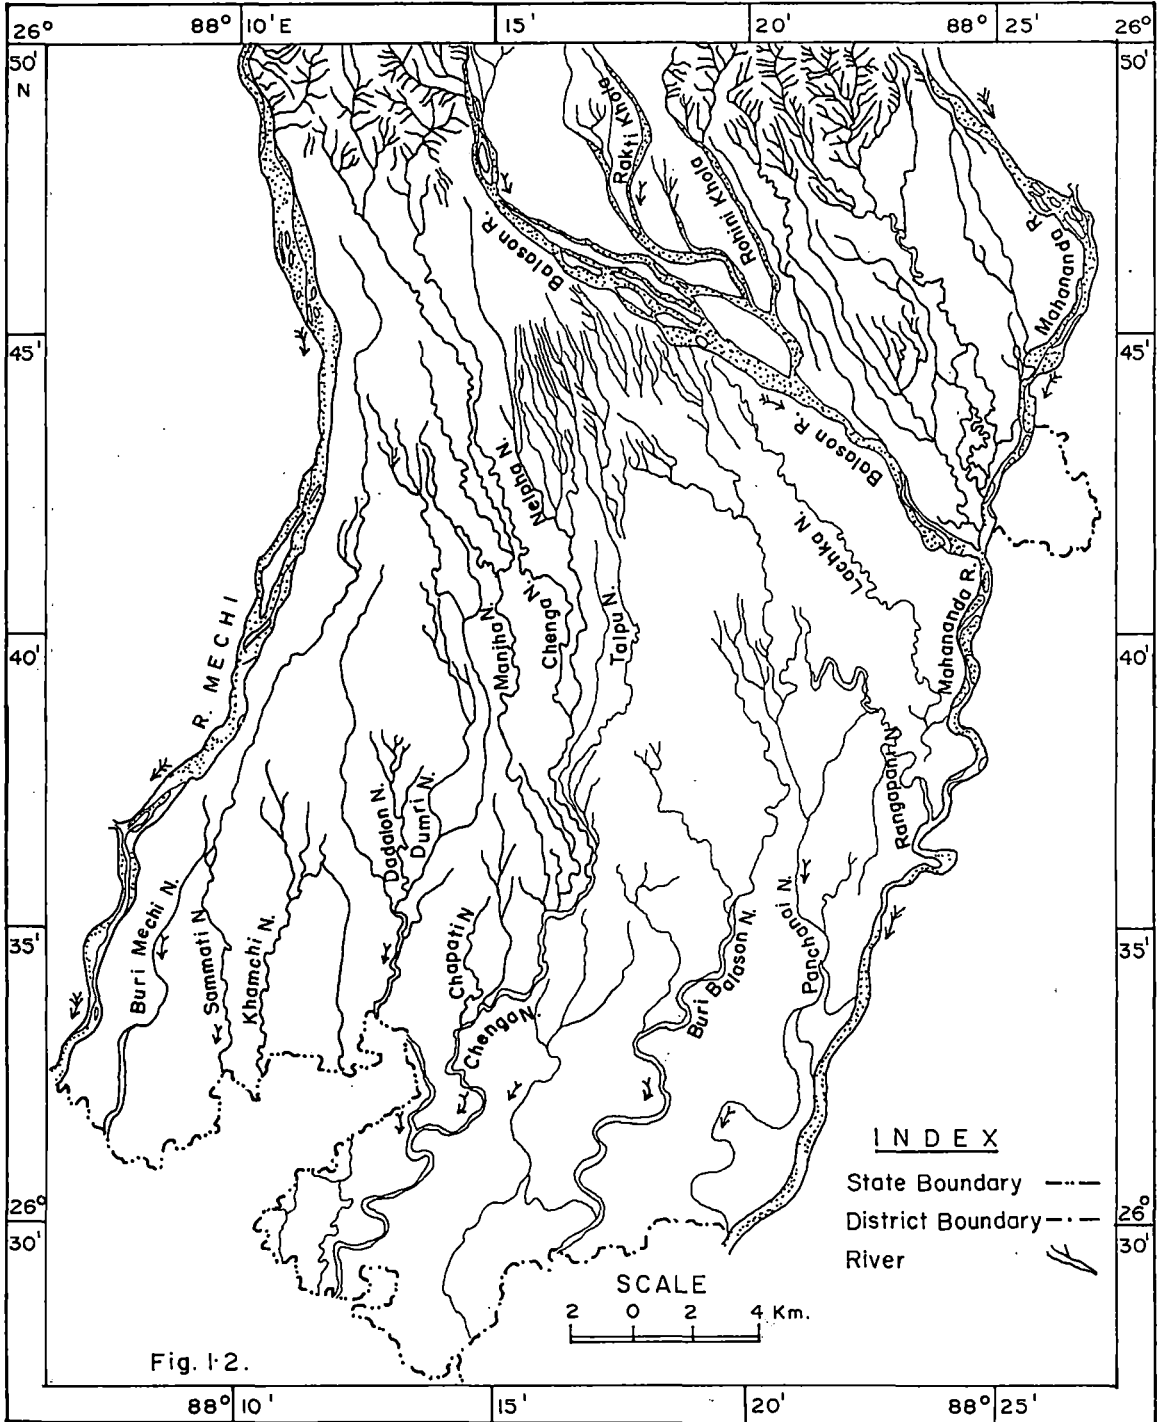 26° 88° 10' E 15' 20' 88° 25' 26°
50' 50'
N
Rakti Khola
Rohini Khola
Balason R.
Mahananda R.
45' 45'
Balason R.
Nelpha N.
Lachka N.
R. MECHI
Manjha N.
Chenga N.
Talpu N.
Mahananda R.
40' 40'
Rangapani N.
Dadalon N.
Dumri N.
Buri Mechi N.
Sammati N.
Khamchi N.
Chapati N
Chenga N.
Buri Balason N.
Panchanai N.
35' 35'
INDEX
State Boundary
District Boundary
River
26° 26°
30' 30'
SCALE
2 0 2 4 Km.
Fig. 1·2.
88° 10' 15' 20' 88° 25'